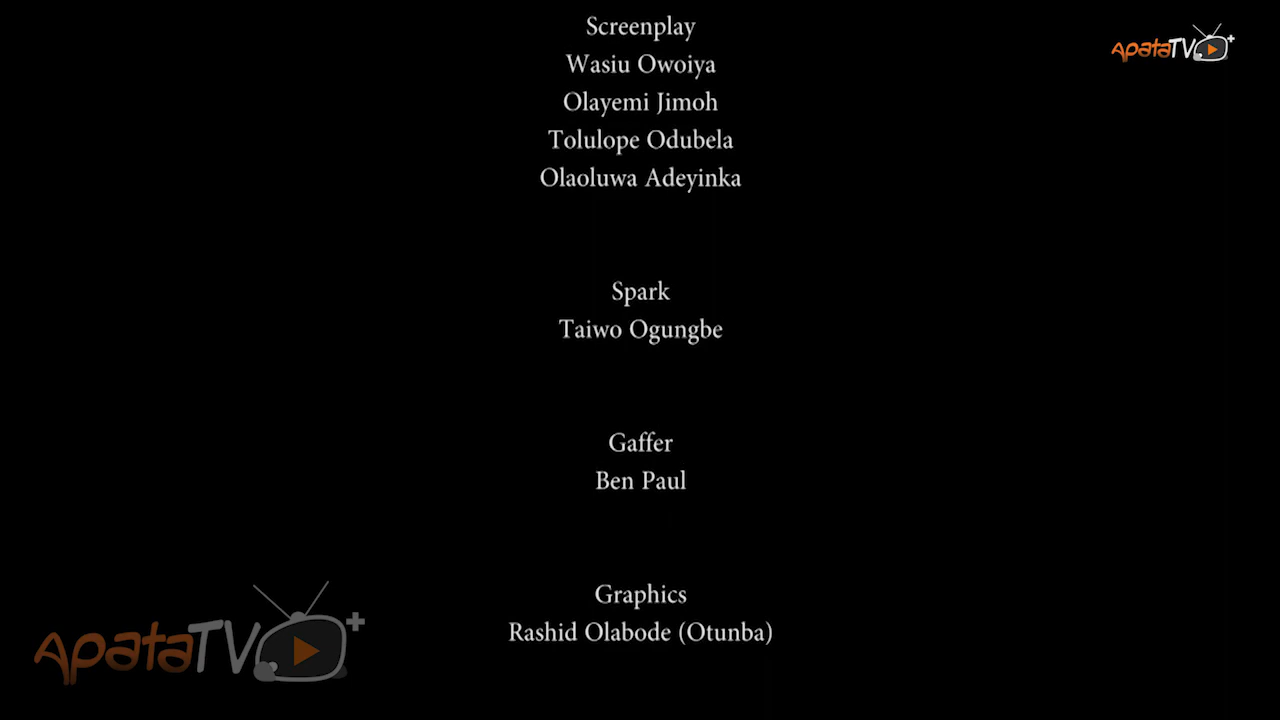 Screenplay
Wasiu Owoiya
Olayemi Jimoh
Tolulope Odubela
Olaoluwa Adeyinka
Spark
Taiwo Ogungbe
Gaffer
Ben Paul
Graphics
Rashid Olabode (Otunba)
ApataTV+
ApataTV+